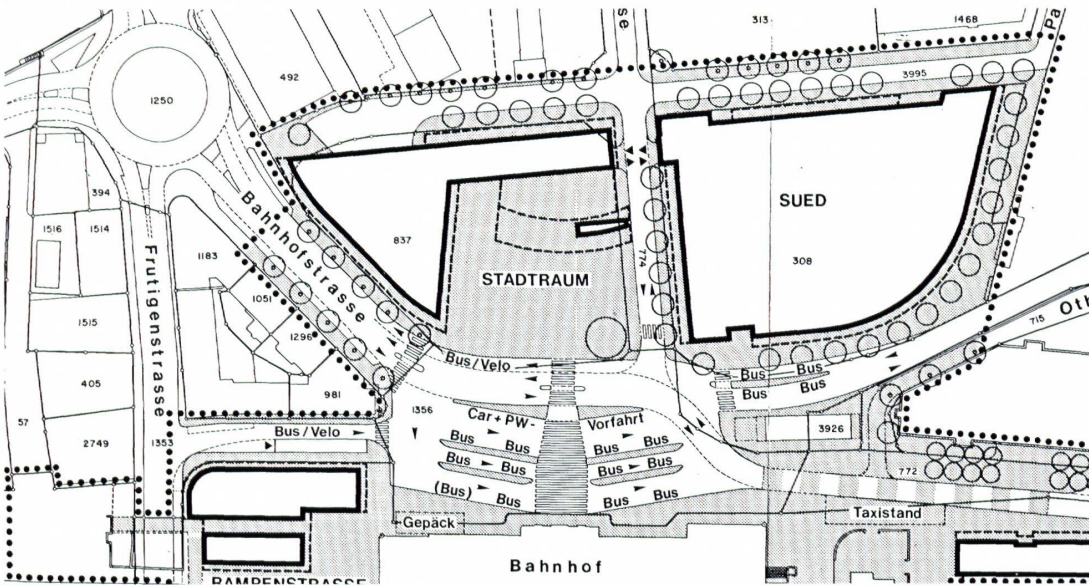 sse
313
1468
Pa
492
3995
1250
394
1516
1514
Bahnhofstrasse
SUED
837
308
1183
774
Frutigenstrasse
STADTRAUM
1051
Ot
715
1515
1296
Bus/Velo
Bus
Bus
Bus
405
981
57
1356
Car+PW-
Vorfahrt
2749
1353
Bus/Velo
3926
Bus
Bus
Bus
Bus
Bus
Bus
Bus
Bus
772
(Bus)
Bus
Bus
Bus
Gepäck
Taxistand
Bahnhof
RAMPENSTRASSE